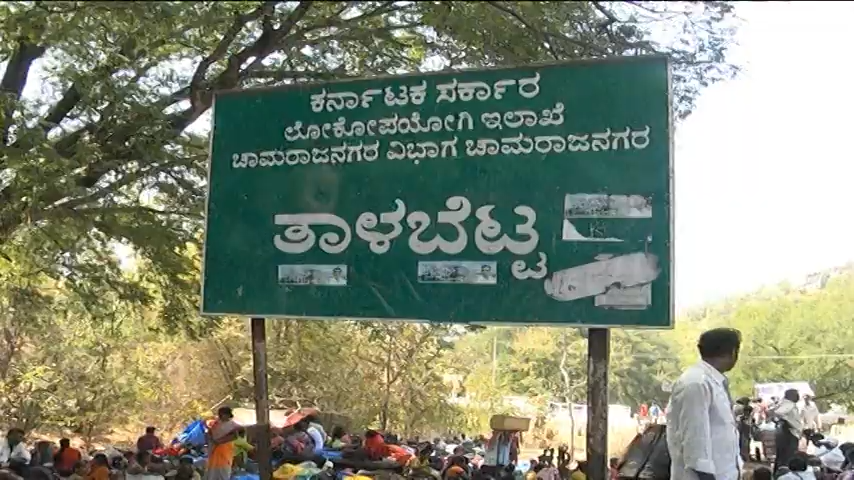 ಕರ್ನಾಟಕ ಸರ್ಕಾರ
ಲೋಕೋಪಯೋಗಿ ಇಲಾಖೆ
ಚಾಮರಾಜನಗರ ವಿಭಾಗ ಚಾಮರಾಜನಗರ
ತಾಳಬೆಟ್ಟ